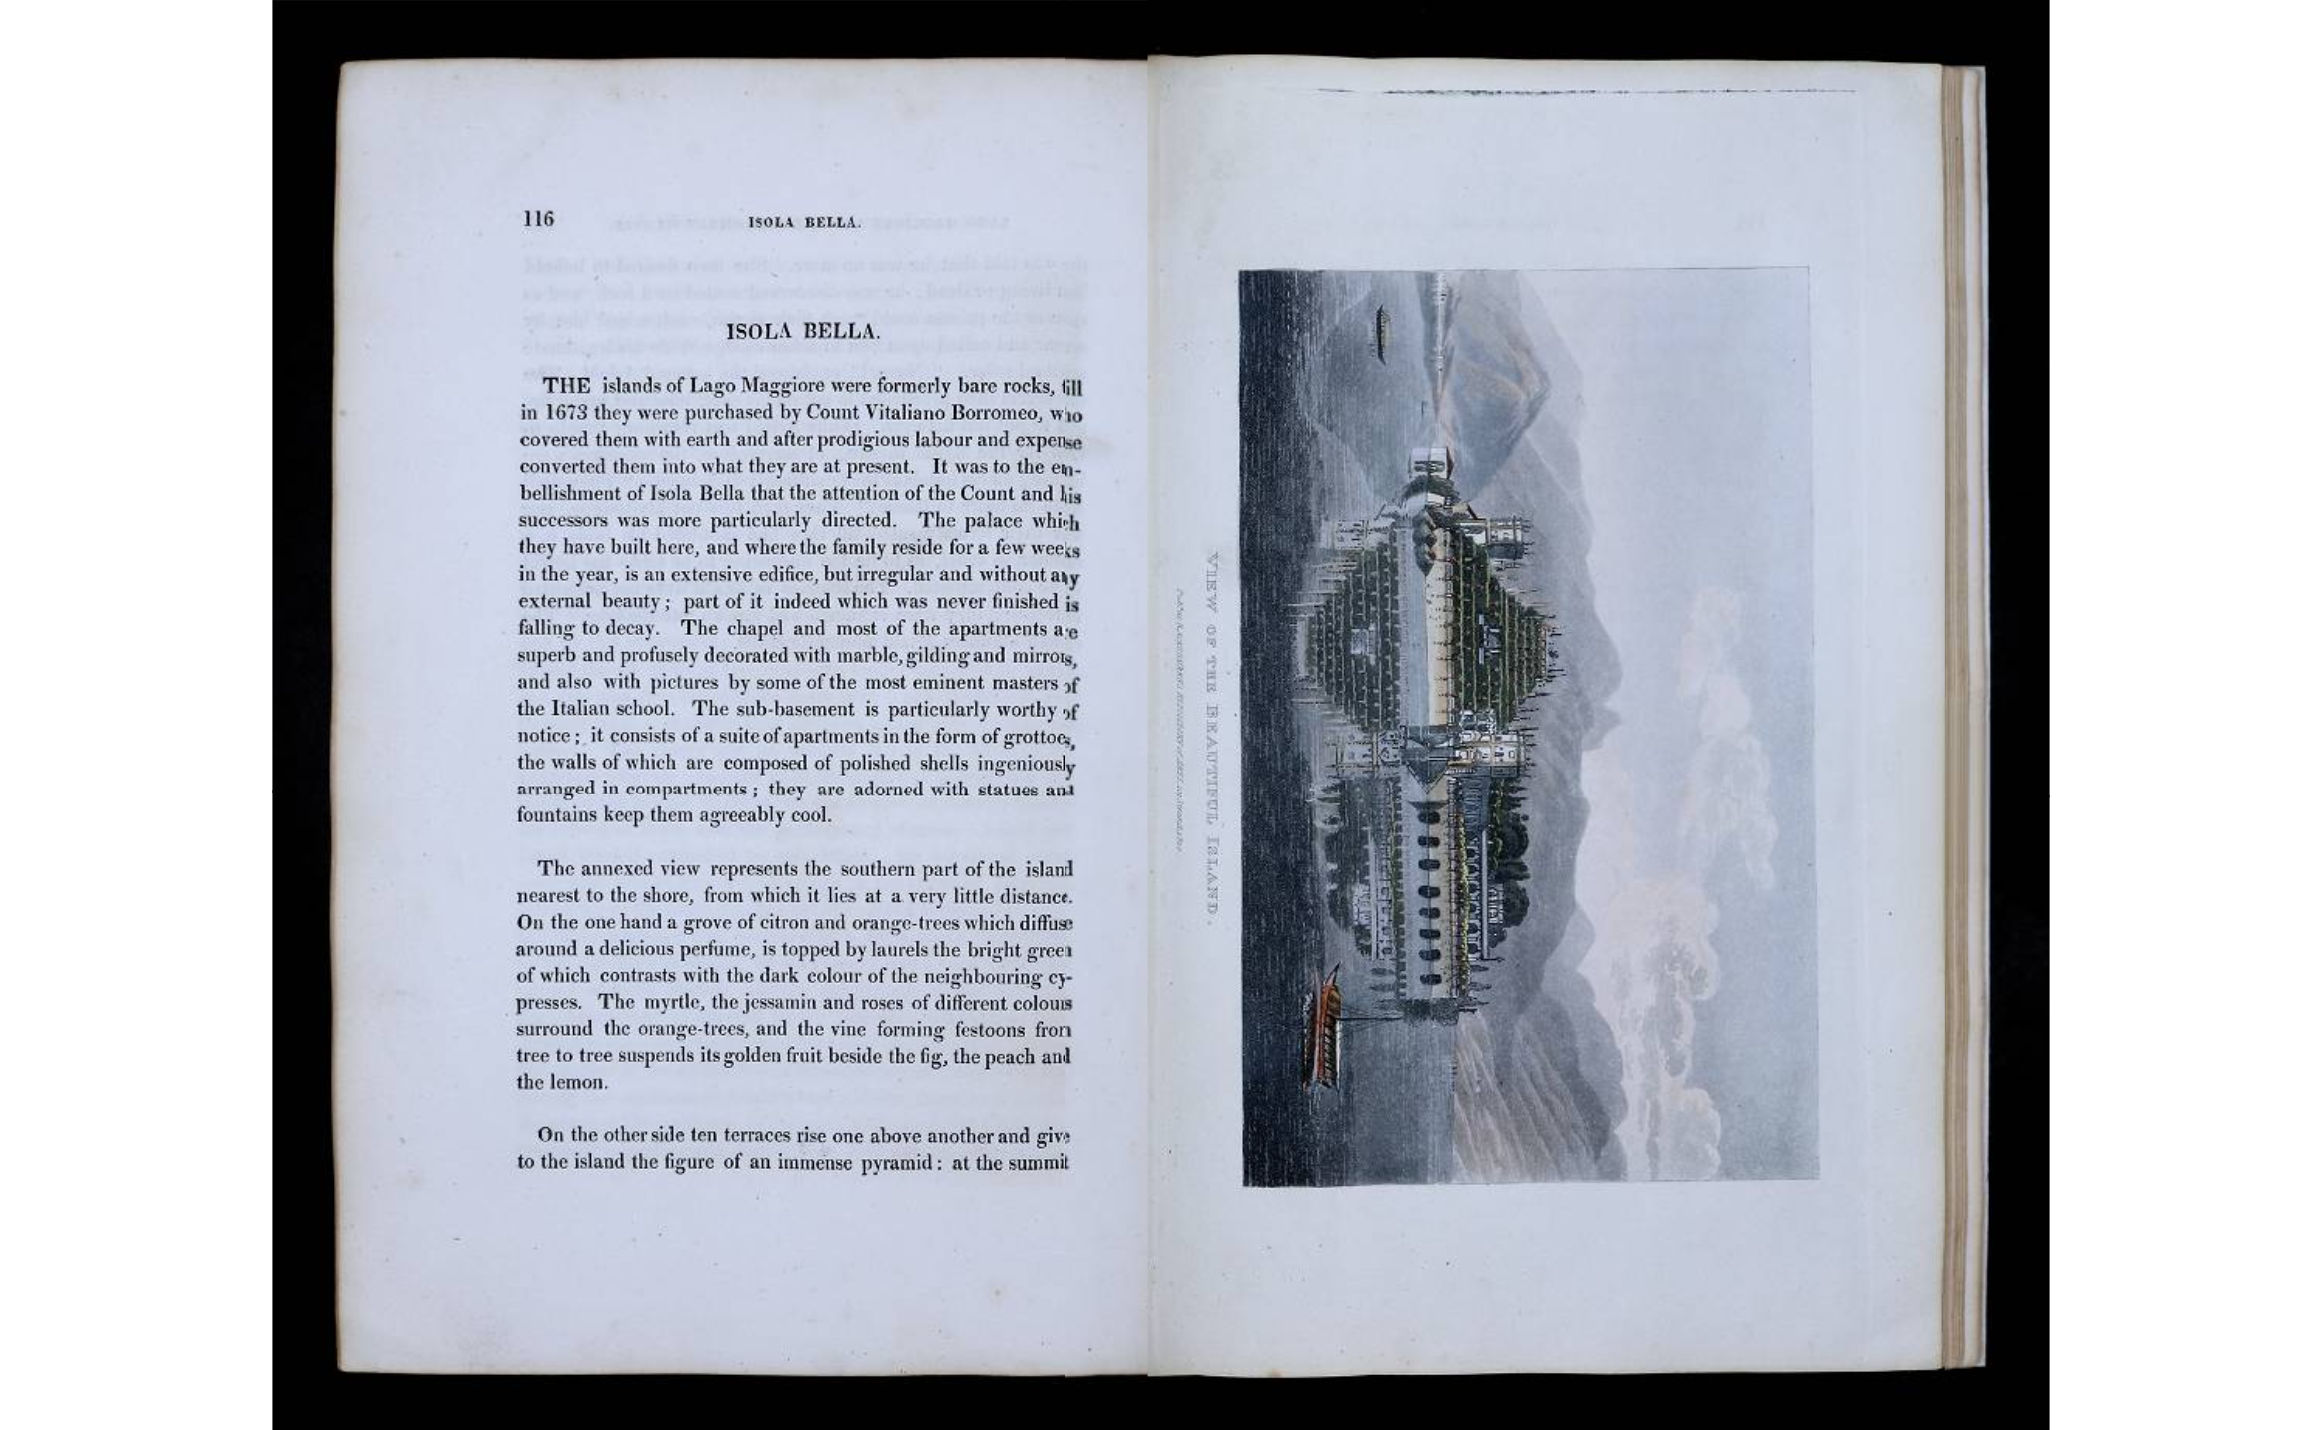 116
ISOLA BELLA.
ISOLA BELLA.
THE islands of Lago Maggiore were formerly bare rocks, till
in 1673 they were purchased by Count Vitaliano Borromeo, who
covered them with earth and after prodigious labour and expense
converted them into what they are at present. It was to the em-
bellishment of Isola Bella that the attention of the Count and his
successors was more particularly directed. The palace which
they have built here, and where the family reside for a few weeks
in the year, is an extensive edifice, but irregular and without any
external beauty; part of it indeed which was never finished is
falling to decay. The chapel and most of the apartments are
superb and profusely decorated with marble, gilding and mirrors,
and also with pictures by some of the most eminent masters of
the Italian school. The sub-basement is particularly worthy of
notice; it consists of a suite of apartments in the form of grottoes,
the walls of which are composed of polished shells ingeniously
arranged in compartments; they are adorned with statues and
fountains keep them agreeably cool.
The annexed view represents the southern part of the island
nearest to the shore, from which it lies at a very little distance.
On the one hand a grove of citron and orange-trees which diffuse
around a delicious perfume, is topped by laurels the bright green
of which contrasts with the dark colour of the neighbouring cy-
presses. The myrtle, the jessamin and roses of different colours
surround the orange-trees, and the vine forming festoons from
tree to tree suspends its golden fruit beside the fig, the peach and
the lemon.
On the other side ten terraces rise one above another and give
to the island the figure of an immense pyramid: at the summit
VIEW OF THE BEAUTIFUL ISLAND.